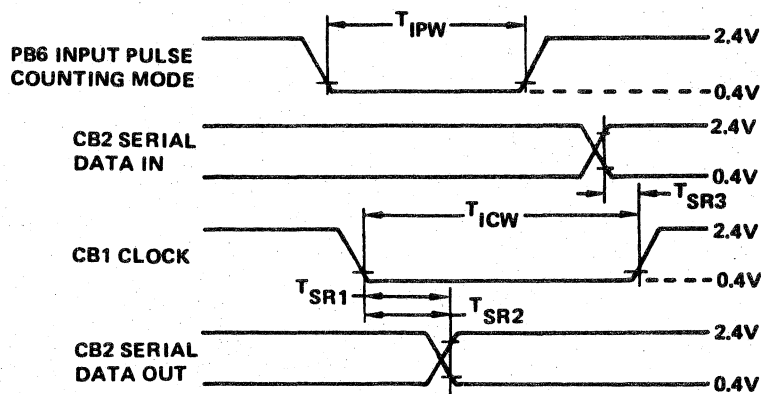 T_IPW
PB6 INPUT PULSE
COUNTING MODE
2.4V
0.4V
CB2 SERIAL
DATA IN
2.4V
0.4V
T_SR3
T_ICW
CB1 CLOCK
2.4V
0.4V
T_SR1
T_SR2
CB2 SERIAL
DATA OUT
2.4V
0.4V